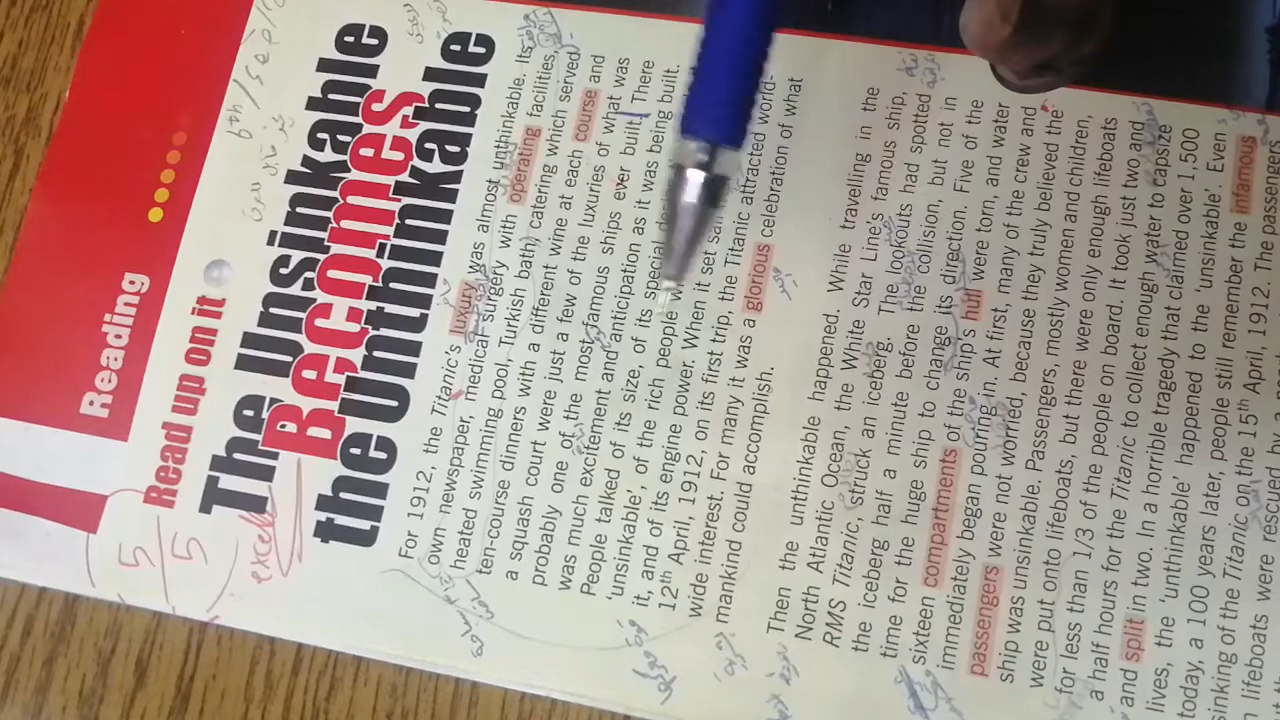 Reading
Read up on it
The Unsinkable
Becomes
the Unthinkable
6th / sep /
5
5
For 1912, the Titanic's luxury was almost unthinkable. Its
own newspaper, medical surgery with operating facilities,
heated swimming pool, Turkish bath, catering which served
ten-course dinners with a different wine at each course and
a squash court were just a few of the luxuries of what was
probably one of the most famous ships ever built. There
was much excitement and anticipation as it was being built.
People talked of its size, of its special
'unsinkable', of the rich people
it, and of its engine power. When it set sail
12th April, 1912, on its first trip, the Titanic attracted world-
wide interest. For many it was a glorious celebration of what
mankind could accomplish.
Then the unthinkable happened. While travelling in the
North Atlantic Ocean, the White Star Line's famous ship,
RMS Titanic, struck an iceberg. The lookouts had spotted
the iceberg half a minute before the collision, but not in
time for the huge ship to change its direction. Five of the
sixteen compartments of the ship's hull were torn, and water
immediately began pouring in. At first, many of the crew and
passengers were not worried, because they truly believed the
ship was unsinkable. Passengers, mostly women and children,
were put onto lifeboats, but there were only enough lifeboats
for less than 1/3 of the people on board. It took just two and
a half hours for the Titanic to collect enough water to capsize
and split in two. In a horrible tragedy that claimed over 1,500
lives, the 'unthinkable' happened to the 'unsinkable'. Even
today, a 100 years later, people still remember the infamous
sinking of the Titanic on the 15th April, 1912. The passengers
lifeboats were rescued